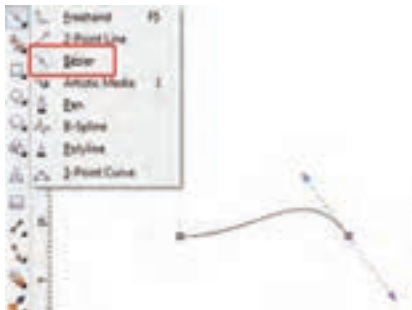 Freehand F5
2-Point Line
Bézier
Artistic Media I
Pen
B-Spline
Polyline
3-Point Curve